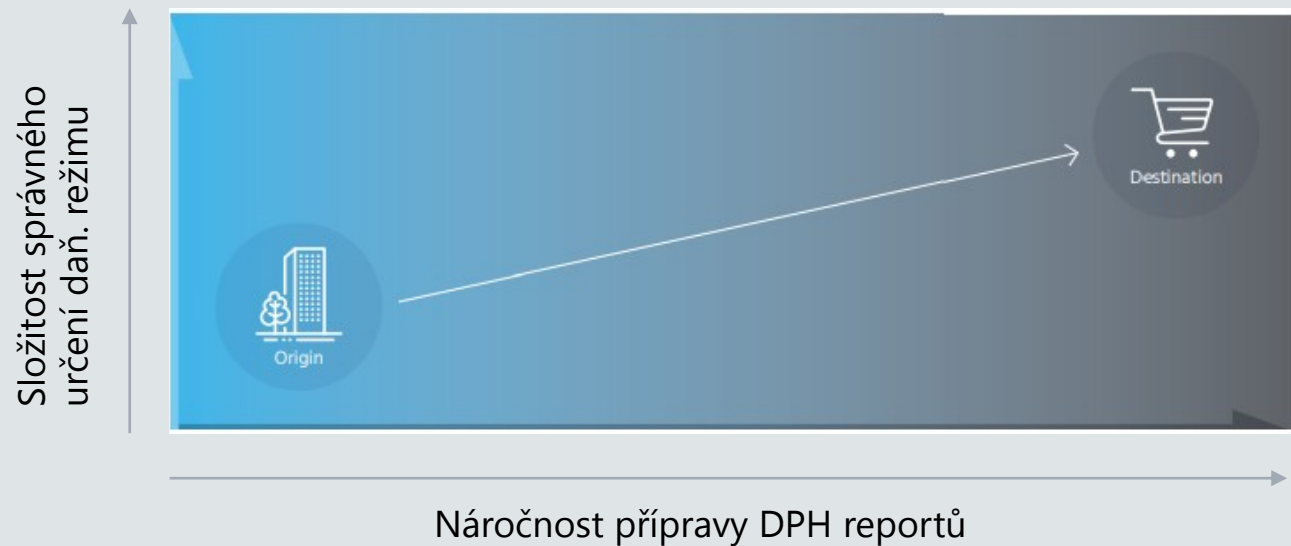 Složitost správného
určení daň. režimu
Destination
Origin
Náročnost přípravy DPH reportů